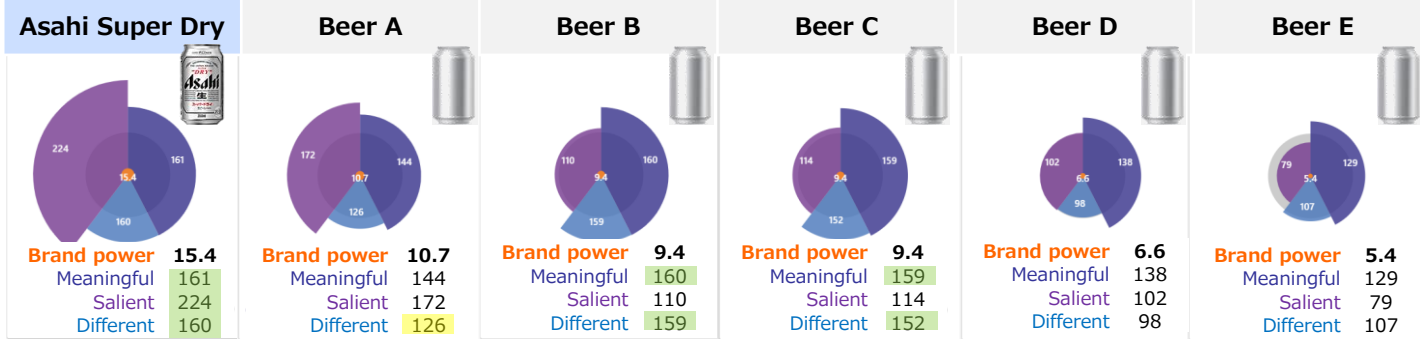 Asahi Super Dry
Beer A
Beer B
Beer C
Beer D
Beer E
"DRY"
Asahi
生
224
161
15.4
160
Brand power 15.4
Meaningful 161
Salient 224
Different 160
172
144
10.7
126
Brand power 10.7
Meaningful 144
Salient 172
Different 126
110
160
9.4
159
Brand power 9.4
Meaningful 160
Salient 110
Different 159
114
159
9.4
152
Brand power 9.4
Meaningful 159
Salient 114
Different 152
102
138
6.6
98
Brand power 6.6
Meaningful 138
Salient 102
Different 98
79
129
5.4
107
Brand power 5.4
Meaningful 129
Salient 79
Different 107